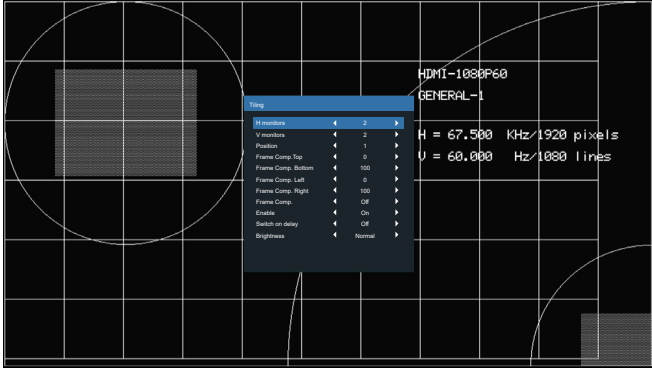 HDMI-1080P60
GENERAL-1
H = 67.500 KHz/1920 pixels
V = 60.000 Hz/1080 lines
Tiling
H monitors 2
V monitors 2
Position 1
Frame Comp.Top 0
Frame Comp. Bottom 100
Frame Comp. Left 0
Frame Comp. Right 100
Frame Comp. Off
Enable On
Switch on delay Off
Brightness Normal